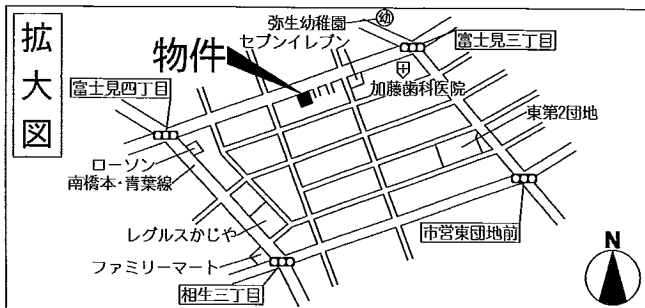 拡大図
弥生幼稚園
幼
セブンイレブン
富士見三丁目
物件
加藤歯科医院
富士見四丁目
東第2団地
ローソン
南橋本・青葉線
レグルスかじや
市営東団地前
ファミリーマート
相生三丁目
N